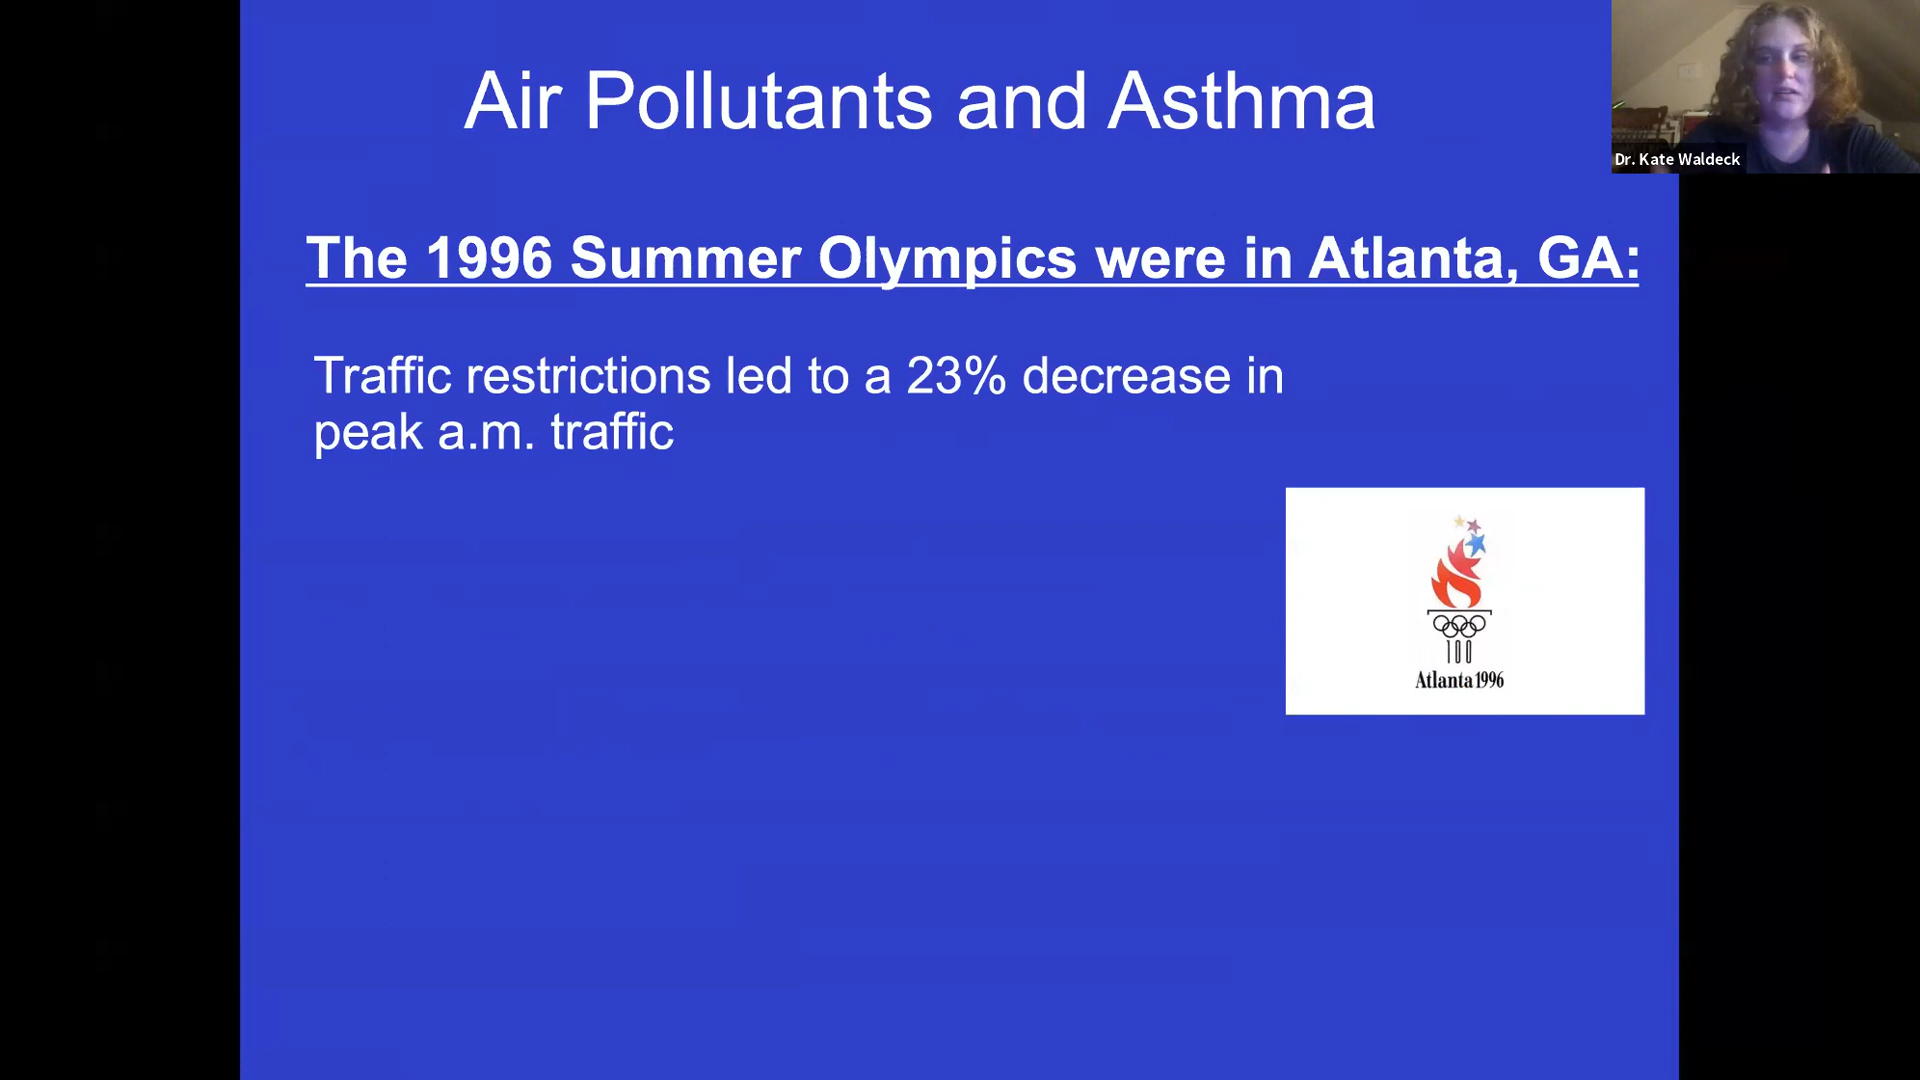 Air Pollutants and Asthma
Dr. Kate Waldeck
The 1996 Summer Olympics were in Atlanta, GA:
Traffic restrictions led to a 23% decrease in
peak a.m. traffic
100
Atlanta 1996